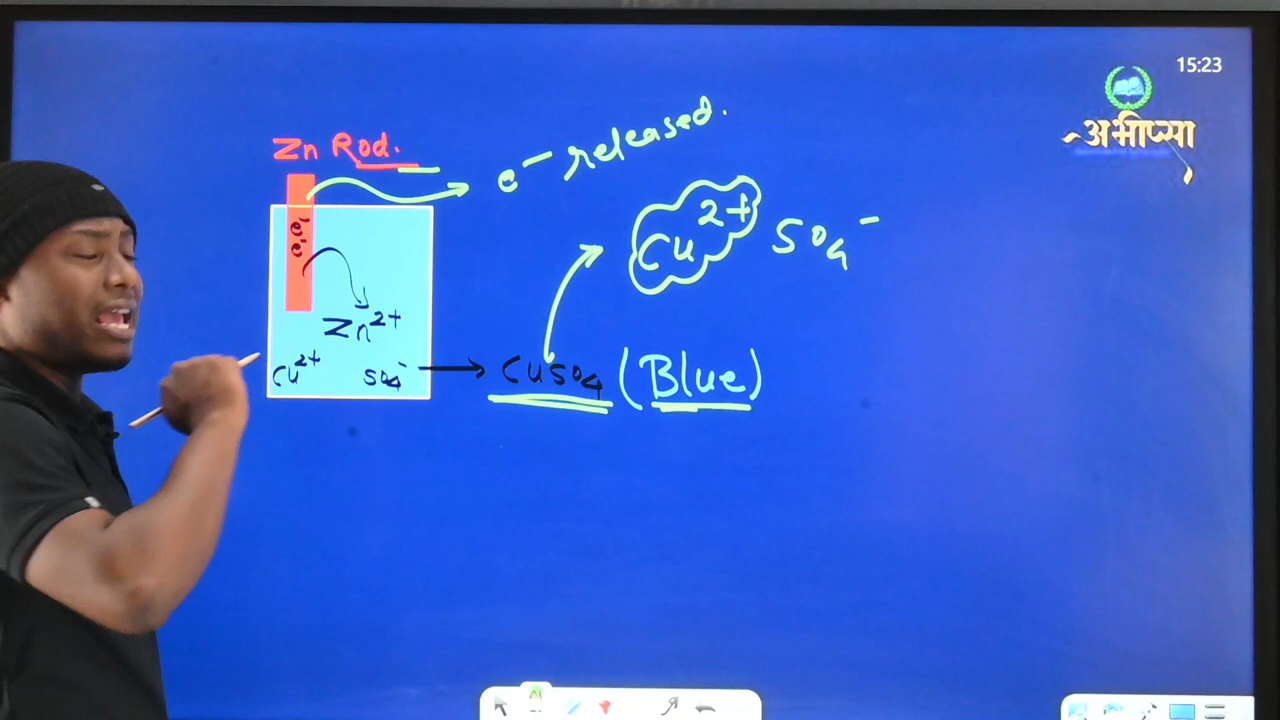 15:23
अभीप्सा
Zn Rod.
e⁻ released.
Cu²⁺ SO₄⁻
Zn²⁺
Cu²⁺ SO₄⁻ → CuSO₄ (Blue)